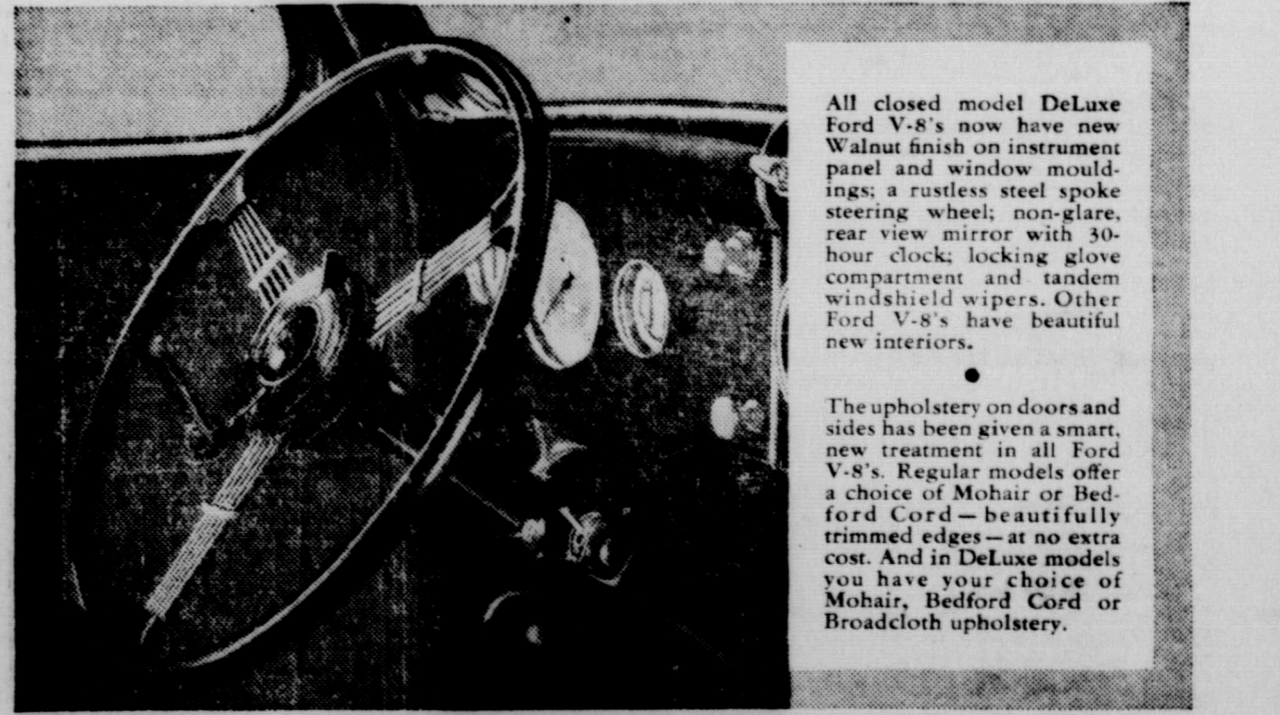 All closed model DeLuxe
Ford V-8's now have new
Walnut finish on instrument
panel and window mould-
ings; a rustless steel spoke
steering wheel; non-glare,
rear view mirror with 30-
hour clock; locking glove
compartment and tandem
windshield wipers. Other
Ford V-8's have beautiful
new interiors.
●
The upholstery on doors and
sides has been given a smart,
new treatment in all Ford
V-8's. Regular models offer
a choice of Mohair or Bed-
ford Cord — beautifully
trimmed edges — at no extra
cost. And in DeLuxe models
you have your choice of
Mohair, Bedford Cord or
Broadcloth upholstery.